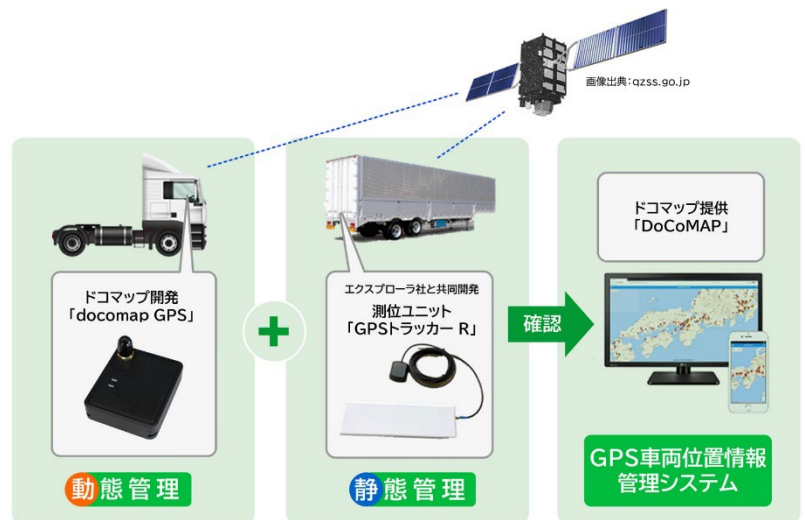 画像出典:qzss.go.jp
ドコマップ開発
「docomap GPS」
動態管理
エクスプローラ社と共同開発
測位ユニット
「GPSトラッカー R」
静態管理
確認
ドコマップ提供
「DoCoMAP」
GPS車両位置情報
管理システム